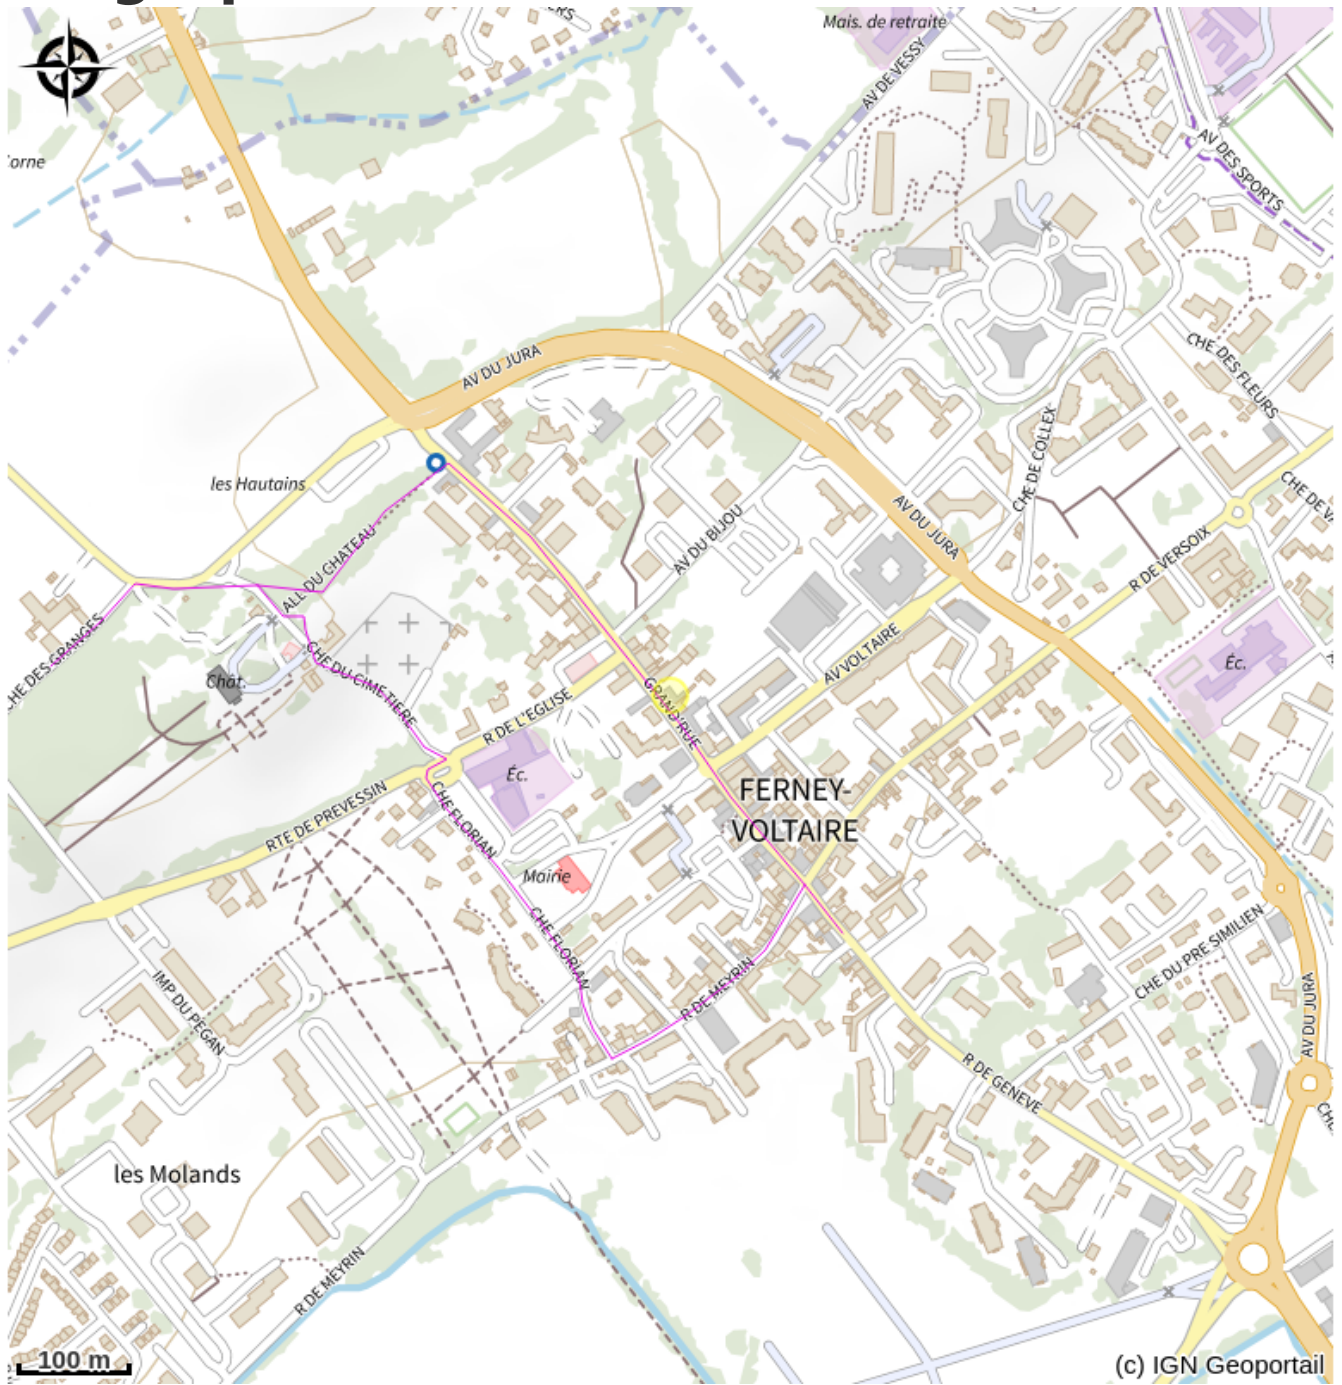 Mais. de retraite
AV DE VESSY
AV DES SPORTS
AV DU JURA
CHE DES FLEURS
les Hautains
CHE DE COLLEX
AV DU JURA
CHE DE
AV DU BIJOU
R DE VERSOIX
ALL DU CHATEAU
CHE DES GRANGES
CHE DU CIMETIERE
AV VOLTAIRE
Éc.
Chât.
GRAND'RUE
R DE L'EGLISE
Éc.
FERNEY-
VOLTAIRE
RTE DE PREVESSIN
CHE FLORIAN
Mairie
CHE FLORIAN
CHE DU PRE SIMILIEN
IMP DU PEGAN
R DE MEYRIN
AV DU JURA
R DE GENEVE
CHE
les Molands
R DE MEYRIN
100 m
(c) IGN Geoportail